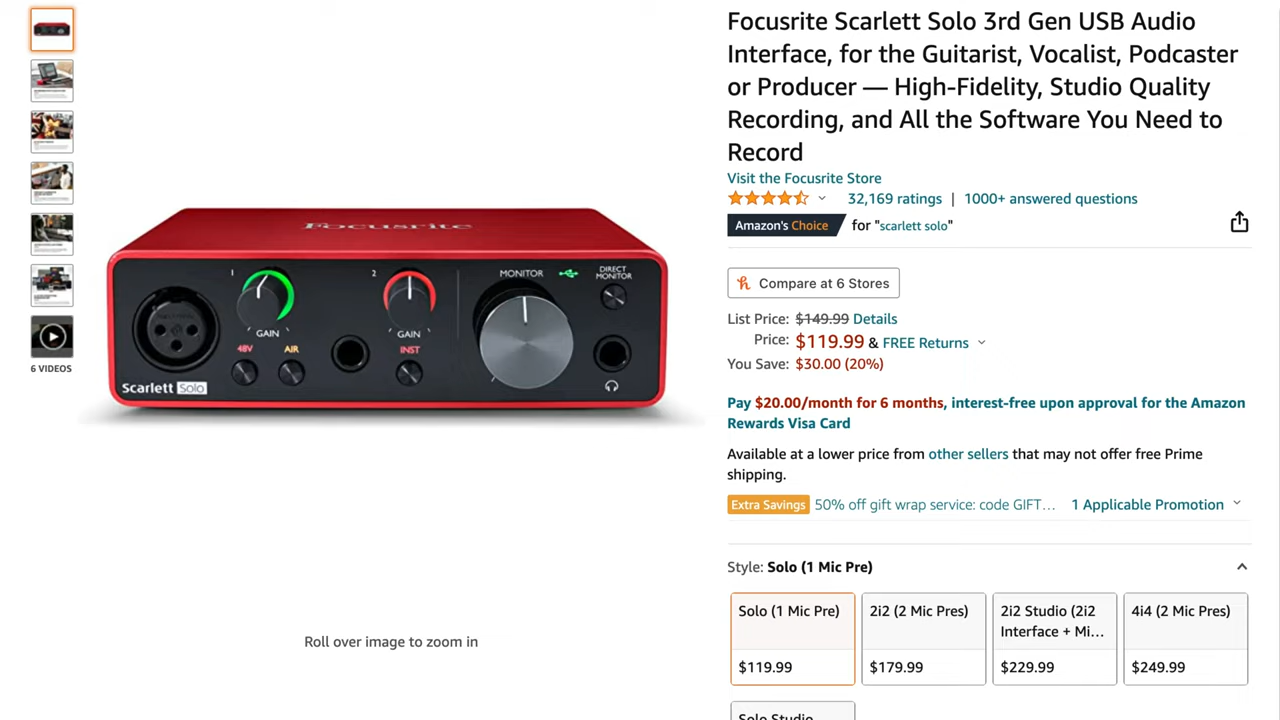 Focusrite Scarlett Solo 3rd Gen USB Audio
Interface, for the Guitarist, Vocalist, Podcaster
or Producer — High-Fidelity, Studio Quality
Recording, and All the Software You Need to
Record
Visit the Focusrite Store
32,169 ratings | 1000+ answered questions
Amazon's Choice for "scarlett solo"
Compare at 6 Stores
List Price: $149.99 Details
Price: $119.99 & FREE Returns
You Save: $30.00 (20%)
Pay $20.00/month for 6 months, interest-free upon approval for the Amazon
Rewards Visa Card
Available at a lower price from other sellers that may not offer free Prime
shipping.
Extra Savings 50% off gift wrap service: code GIFT... 1 Applicable Promotion
Style: Solo (1 Mic Pre)
Solo (1 Mic Pre)
$119.99
2i2 (2 Mic Pres)
$179.99
2i2 Studio (2i2
Interface + Mi...
$229.99
4i4 (2 Mic Pres)
$249.99
Solo Studio
6 VIDEOS
Focusrite
1
2
MONITOR
DIRECT
MONITOR
GAIN
GAIN
48V
AIR
INST
Scarlett Solo
Roll over image to zoom in